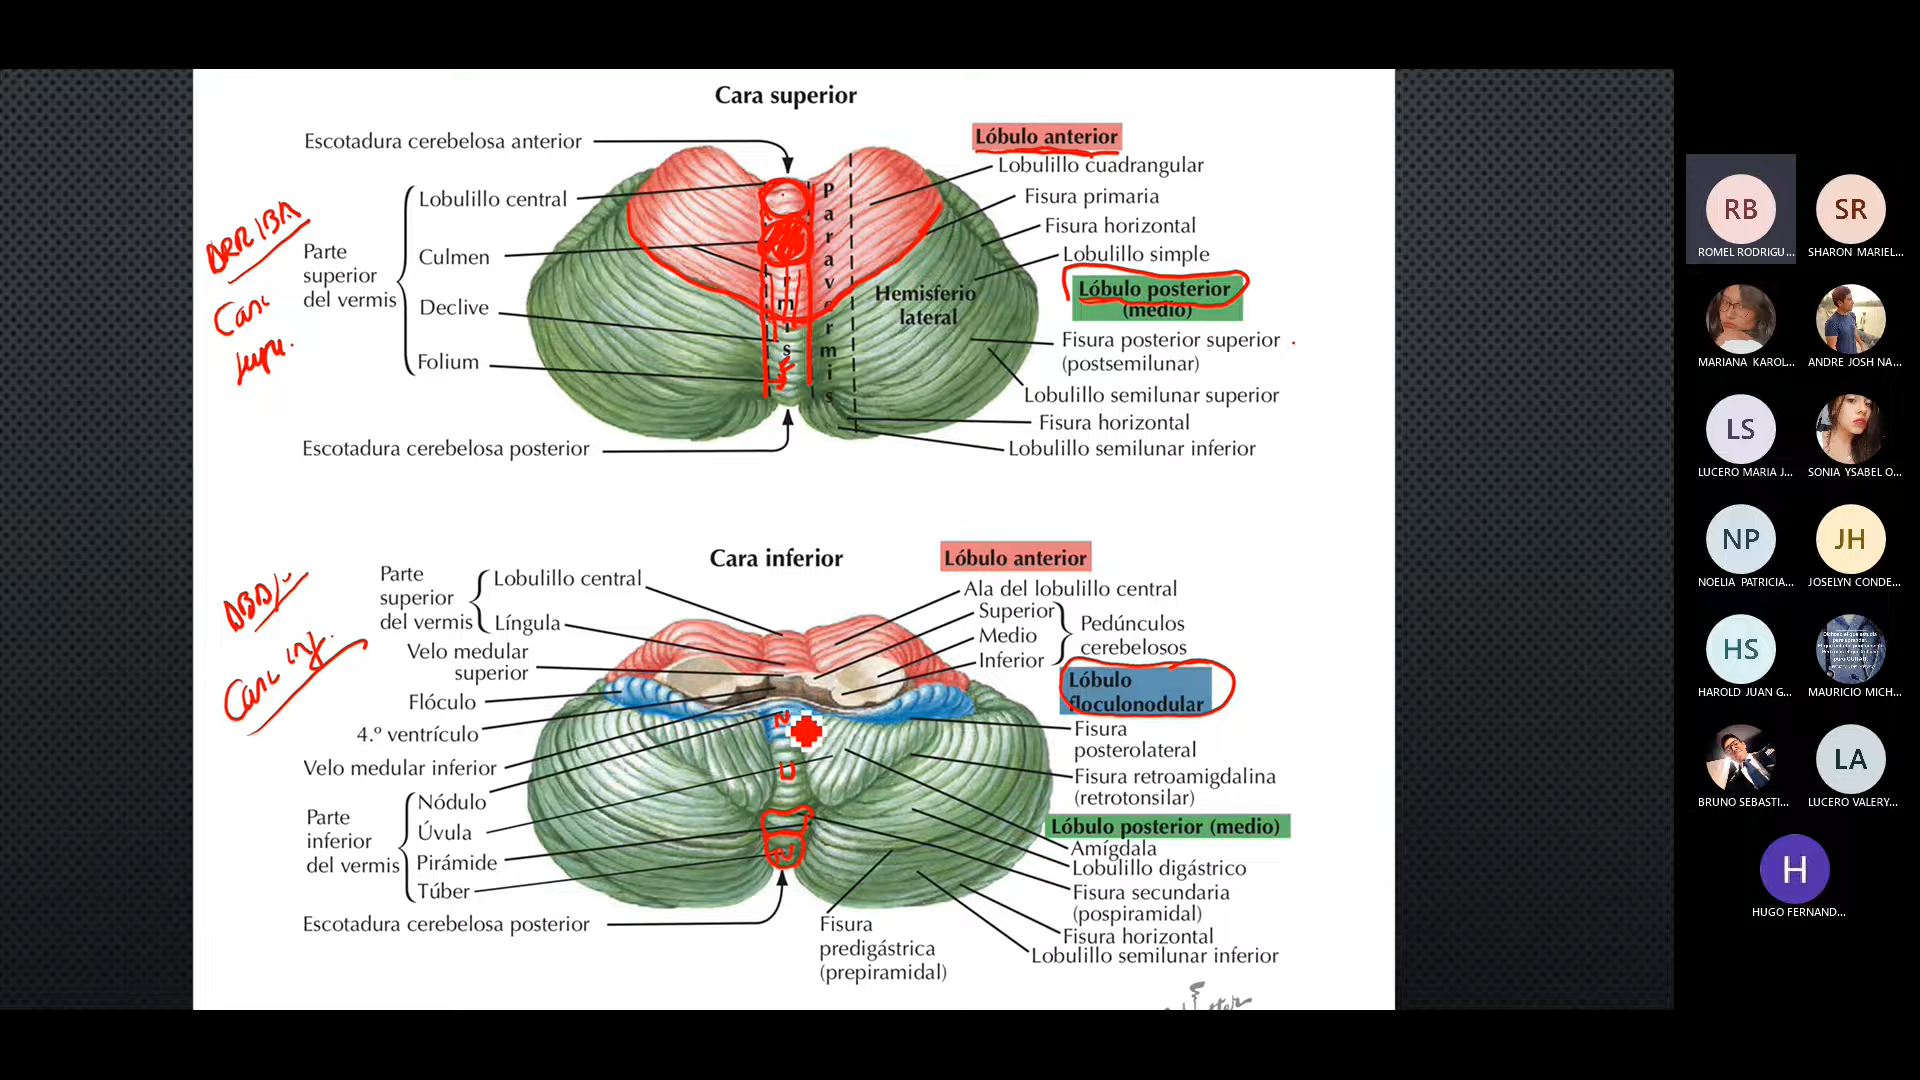 Cara superior
Escotadura cerebelosa anterior
Lóbulo anterior
Lobulillo cuadrangular
Fisura primaria
Fisura horizontal
Lobulillo simple
Lóbulo posterior
(medio)
Fisura posterior superior
(postsemilunar)
Lobulillo semilunar superior
Fisura horizontal
Lobulillo semilunar inferior
Parte
superior
del vermis
Lobulillo central
Culmen
Declive
Folium
Escotadura cerebelosa posterior
Paravermis
Hemisferio
lateral
ARRIBA
Cara
F
Cara inferior
Lóbulo anterior
Ala del lobulillo central
Superior
Medio
Inferior
Pedúnculos
cerebelosos
Lóbulo
floculonodular
Fisura
posterolateral
Fisura retroamigdalina
(retrotonsilar)
Lóbulo posterior (medio)
Amígdala
Lobulillo digástrico
Fisura secundaria
(pospiramidal)
Fisura horizontal
Lobulillo semilunar inferior
Fisura
predigástrica
(prepiramidal)
Parte
superior
del vermis
Lobulillo central
Língula
Velo medular
superior
Flóculo
4.º ventrículo
Velo medular inferior
Parte
inferior
del vermis
Nódulo
Úvula
Pirámide
Túber
Escotadura cerebelosa posterior
Cara inf.
N
U
RB
ROMEL RODRIGU...
SR
SHARON MARIEL...
MARIANA KAROL...
ANDRE JOSH NA...
LS
LUCERO MARIA J...
SONIA YSABEL O...
NP
NOELIA PATRICIA...
JH
JOSELYN CONDE...
HS
HAROLD JUAN G...
MAURICIO MICH...
BRUNO SEBASTI...
LA
LUCERO VALERY...
H
HUGO FERNAND...